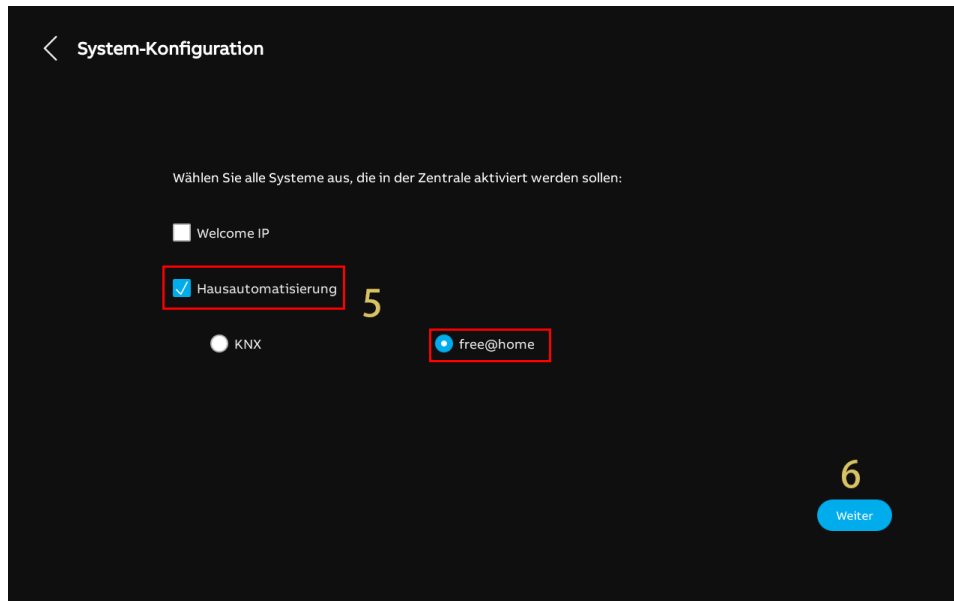 System-Konfiguration
Wählen Sie alle Systeme aus, die in der Zentrale aktiviert werden sollen:
Welcome IP
Hausautomatisierung
5
KNX
free@home
6
Weiter